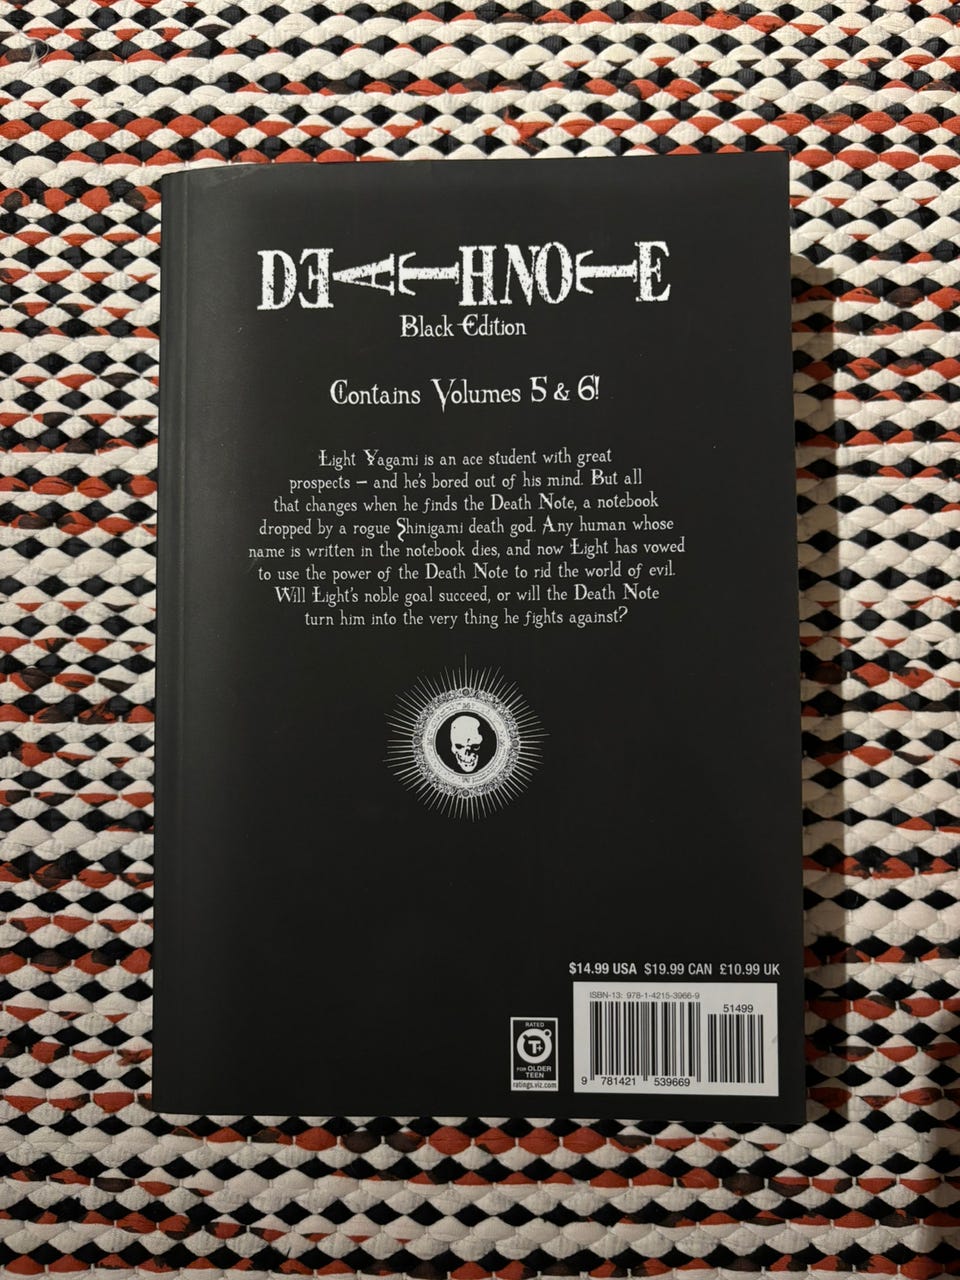 DEATH NOTE
Black Edition
Contains Volumes 5 & 6!
Light Yagami is an ace student with great
prospects – and he's bored out of his mind. But all
that changes when he finds the Death Note, a notebook
dropped by a rogue Shinigami death god. Any human whose
name is written in the notebook dies, and now Light has vowed
to use the power of the Death Note to rid the world of evil.
Will Light's noble goal succeed, or will the Death Note
turn him into the very thing he fights against?
$14.99 USA $19.99 CAN £10.99 UK
ISBN-13: 978-1-4215-3966-9
51499
9 781421 539669
RATED
T+
FOR OLDER
TEEN
ratings.viz.com